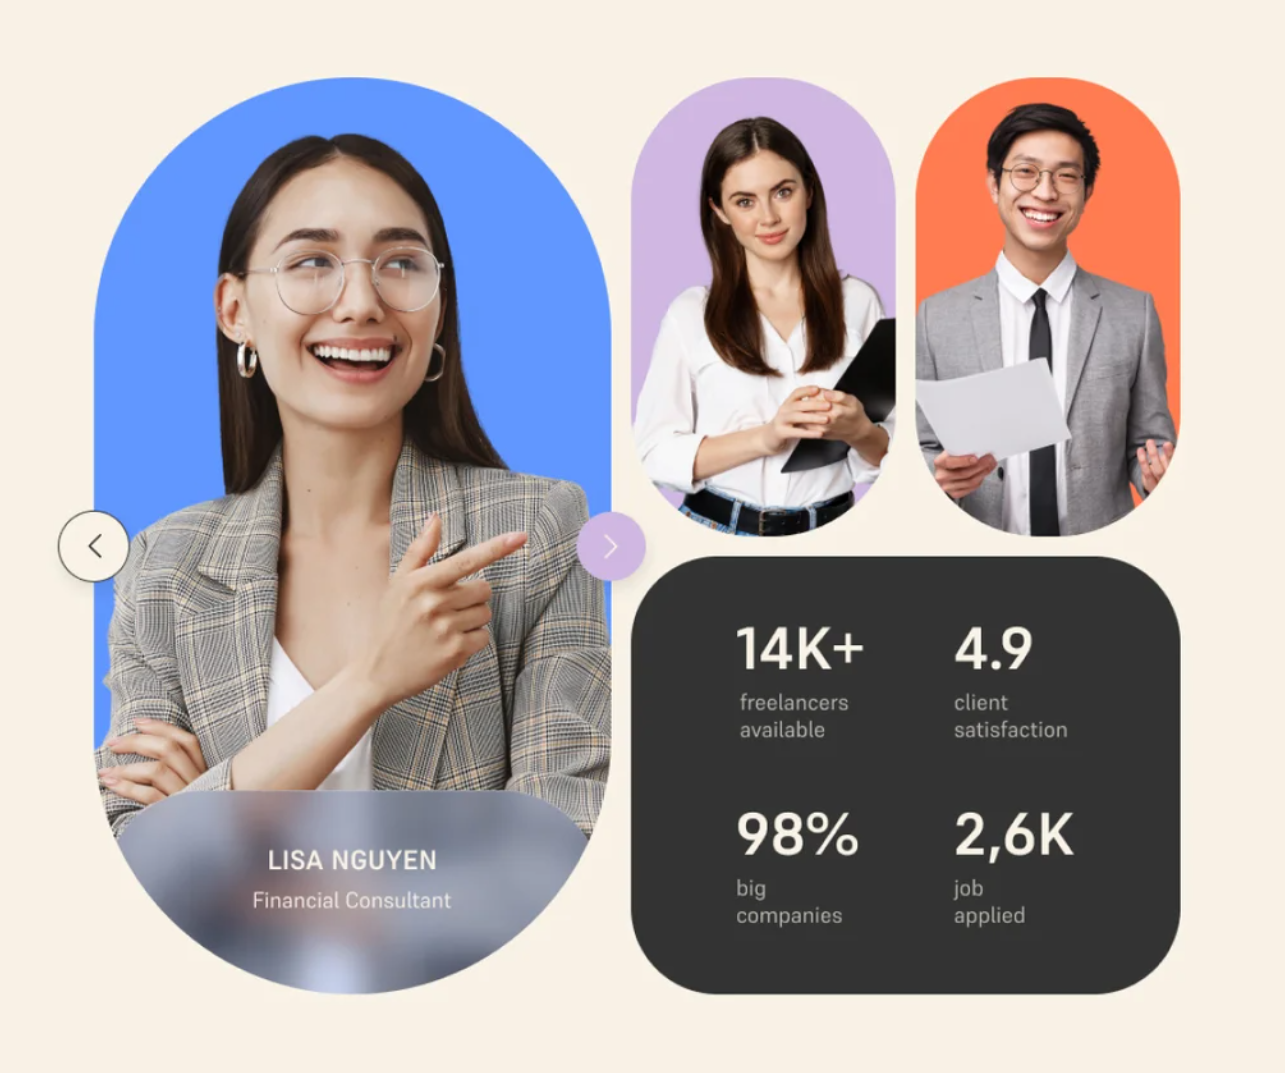 LISA NGUYEN
Financial Consultant
14K+
freelancers
available
4.9
client
satisfaction
98%
big
companies
2,6K
job
applied